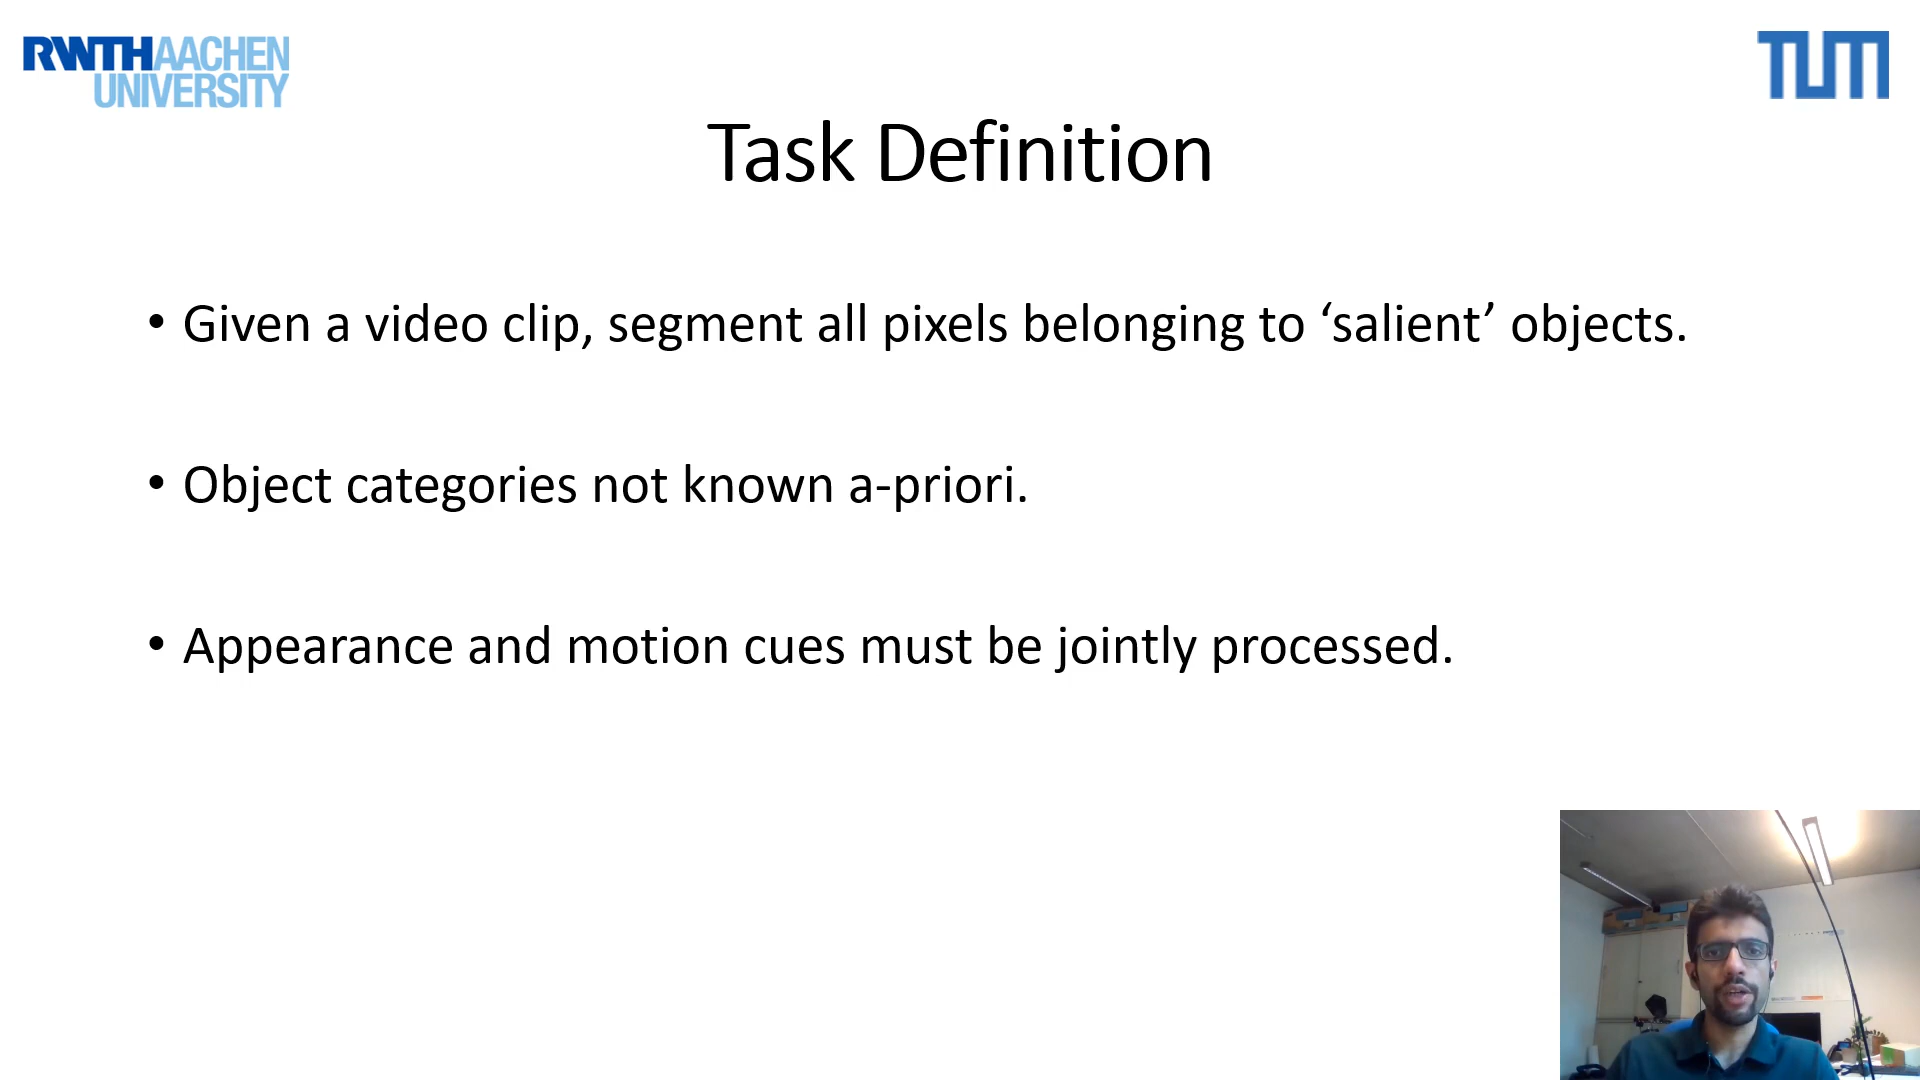 RWTHAACHEN
UNIVERSITY
TUM
Task Definition
• Given a video clip, segment all pixels belonging to ‘salient’ objects.
• Object categories not known a-priori.
• Appearance and motion cues must be jointly processed.